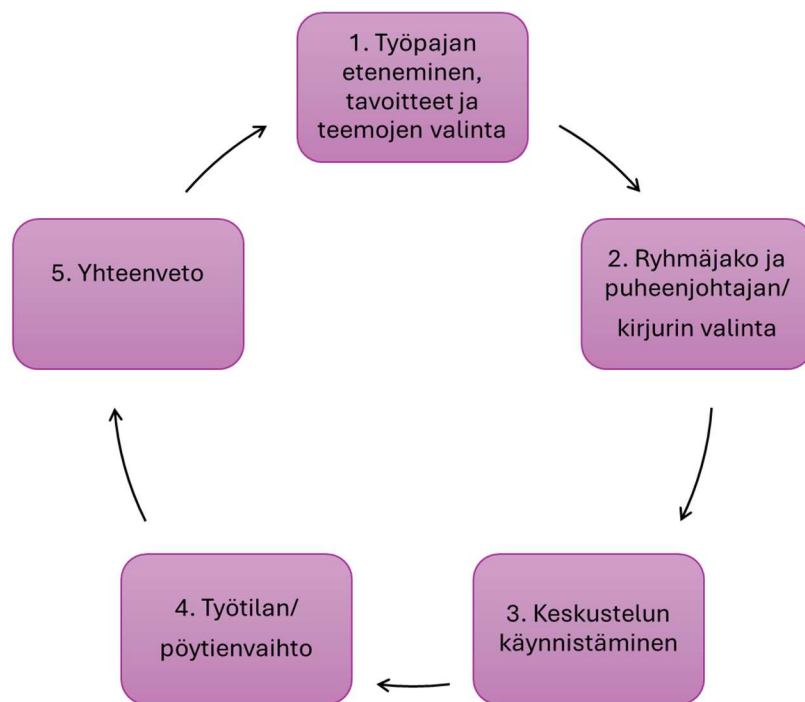 1. Työpajan
eteneminen,
tavoitteet ja
teemojen valinta
2. Ryhmäjako ja
puheenjohtajan/
kirjurin valinta
3. Keskustelun
käynnistäminen
4. Työtilan/
pöytienvaihto
5. Yhteenveto